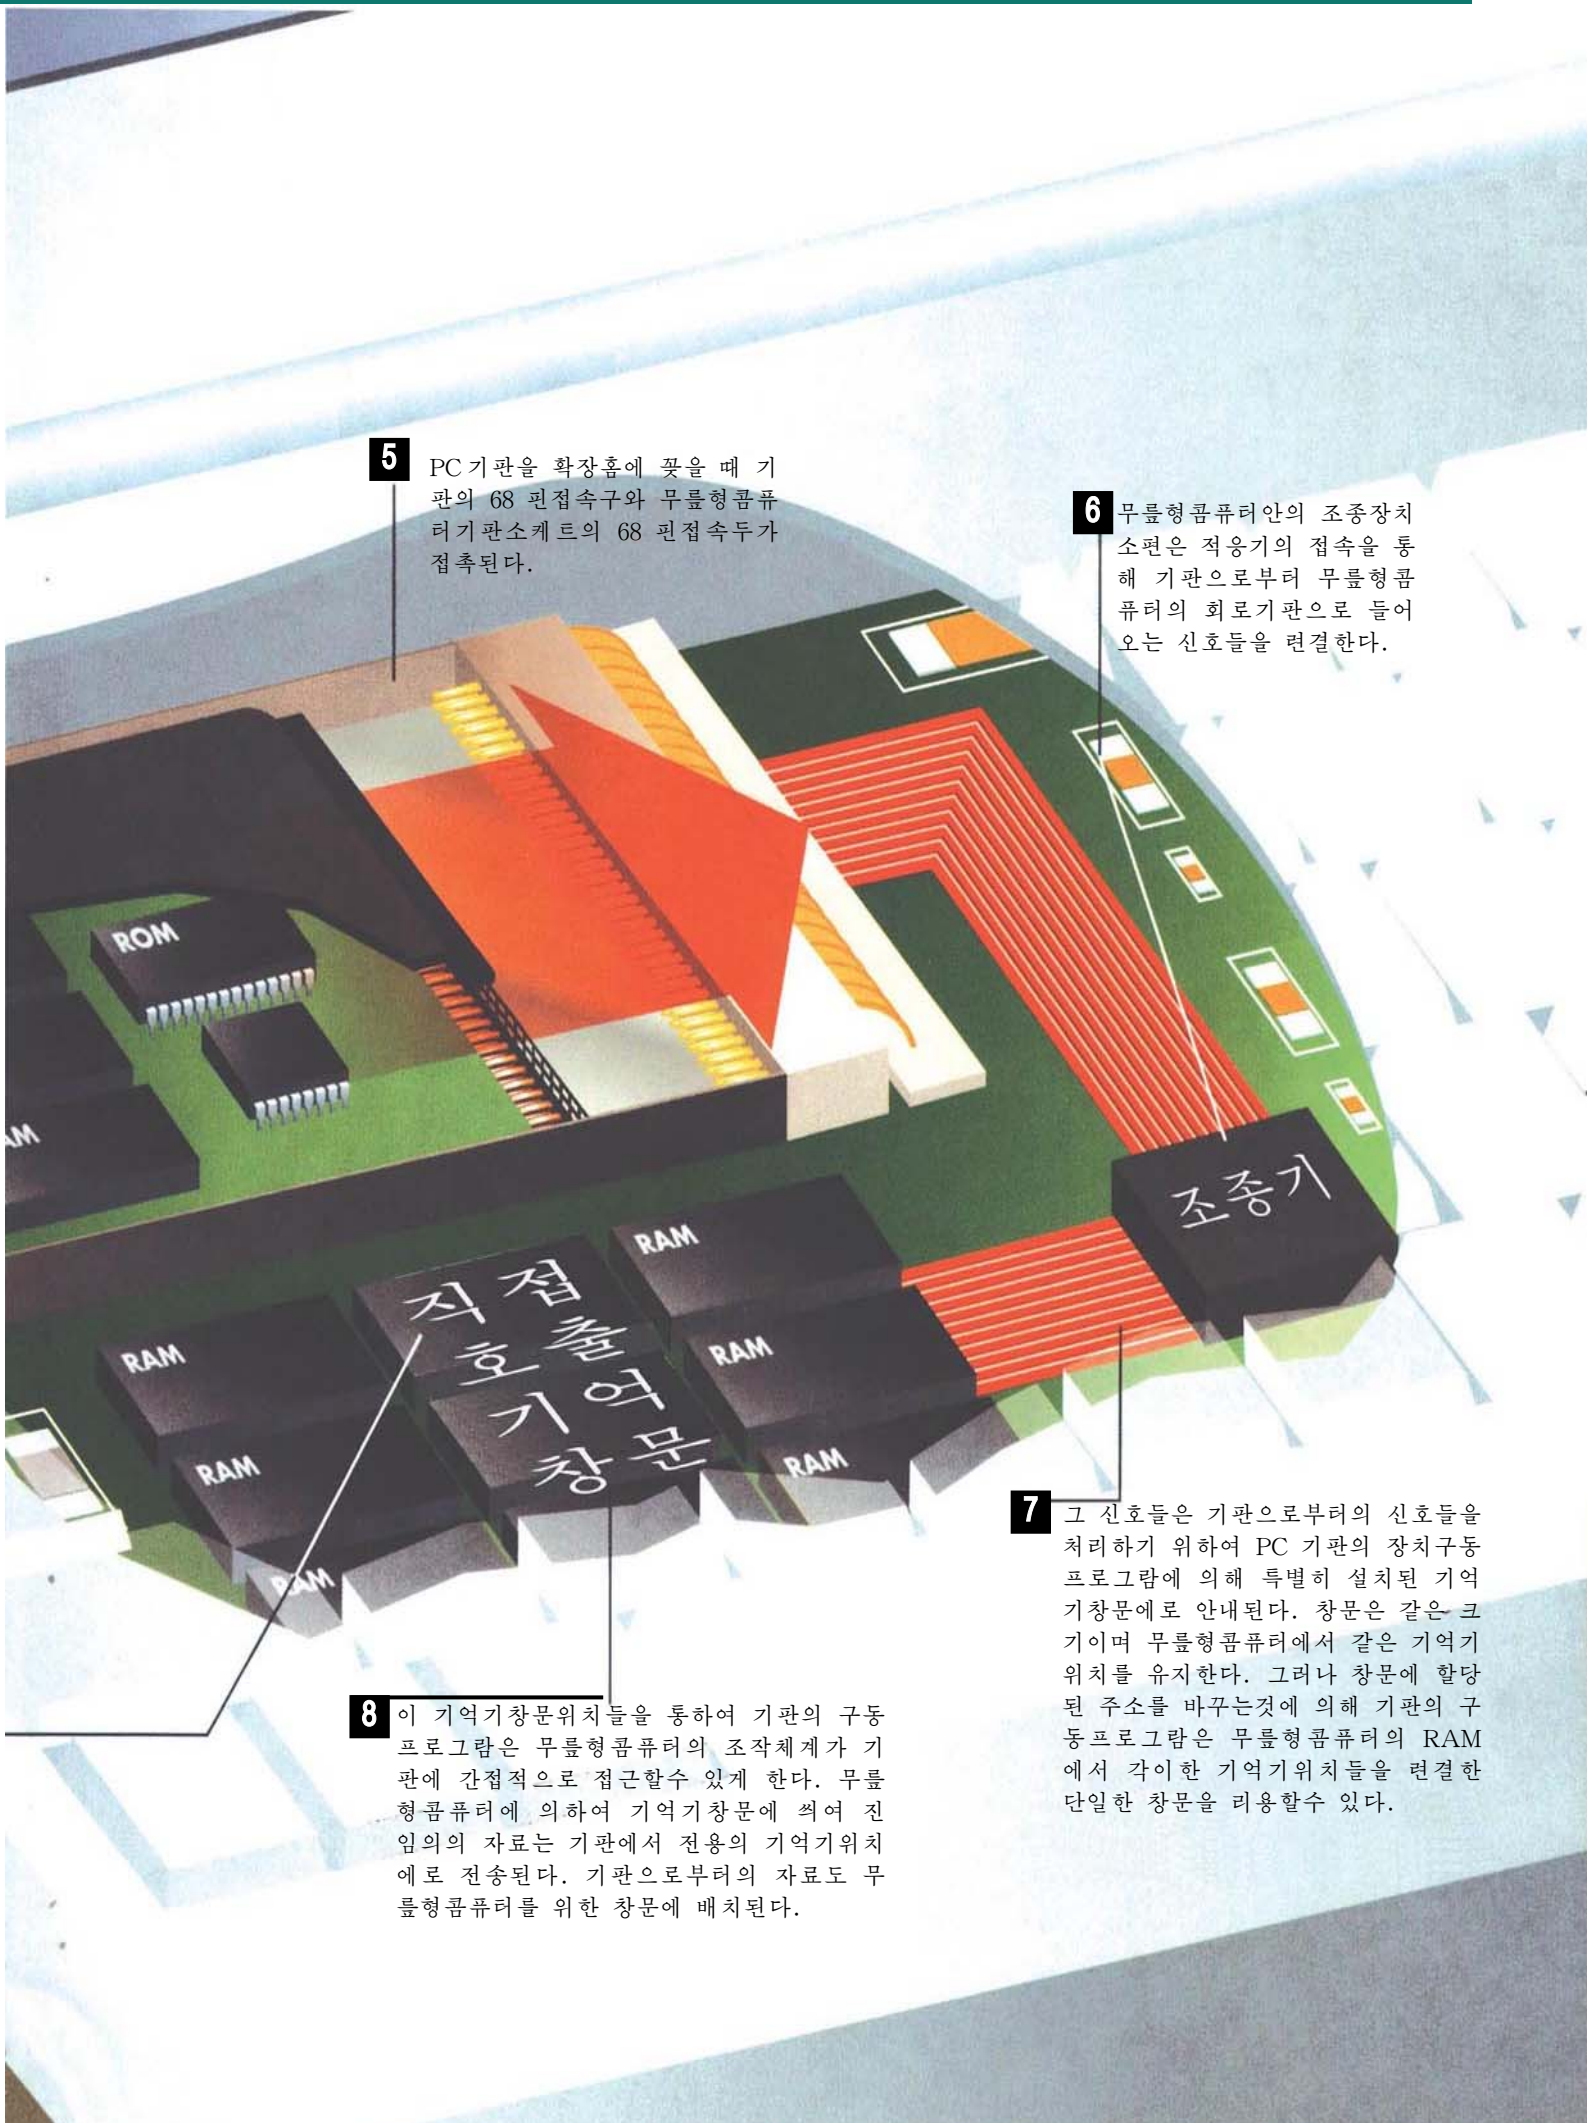 5
PC기판을 확장홈에 꽂을 때 기
판의 68 핀접속구와 무릎형콤퓨
터기판소케트의 68 핀접속두가
접촉된다.
6
무릎형콤퓨터안의 조종장치
소편은 적응기의 접속을 통
해 기판으로부터 무릎형콤
퓨터의 회로기판으로 들어
오는 신호들을 련결한다.
ROM
AM
조종기
RAM
직접
호출
기억
창문
RAM
RAM
RAM
RAM
RAM
7
그 신호들은 기판으로부터의 신호들을
처리하기 위하여 PC 기판의 장치구동
프로그람에 의해 특별히 설치된 기억
기창문에로 안내된다. 창문은 같은 크
기이며 무릎형콤퓨터에서 같은 기억기
위치를 유지한다. 그러나 창문에 할당
된 주소를 바꾸는것에 의해 기판의 구
동프로그람은 무릎형콤퓨터의 RAM
에서 각이한 기억기위치들을 련결한
단일한 창문을 리용할수 있다.
8
이 기억기창문위치들을 통하여 기판의 구동
프로그람은 무릎형콤퓨터의 조작체계가 기
판에 간접적으로 접근할수 있게 한다. 무릎
형콤퓨터에 의하여 기억기창문에 씌여 진
임의의 자료는 기판에서 전용의 기억기위치
에로 전송된다. 기판으로부터의 자료도 무
릎형콤퓨터를 위한 창문에 배치된다.